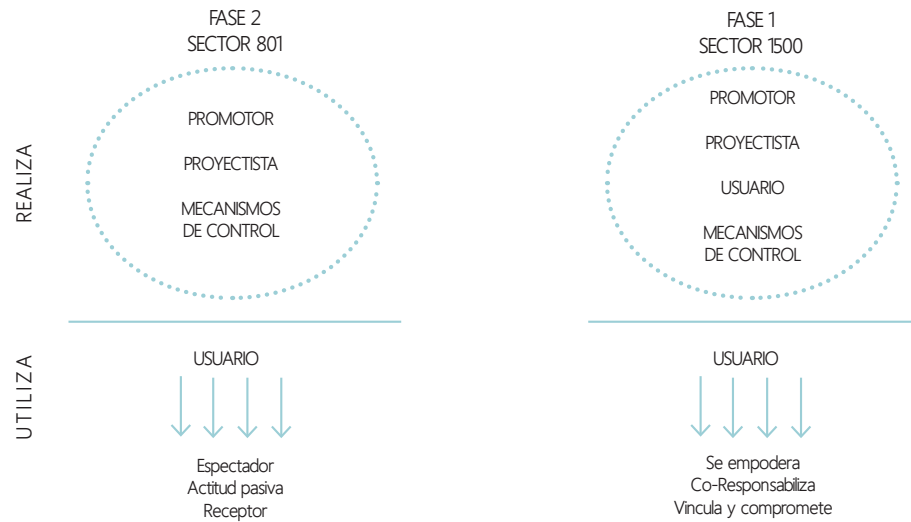 FASE 2
SECTOR 801
PROMOTOR
PROYECTISTA
MECANISMOS
DE CONTROL
FASE 1
SECTOR 1500
PROMOTOR
PROYECTISTA
USUARIO
MECANISMOS
DE CONTROL
REALIZA
USUARIO
Espectador
Actitud pasiva
Receptor
USUARIO
Se empodera
Co-Responsabiliza
Vincula y compromete
UTILIZA